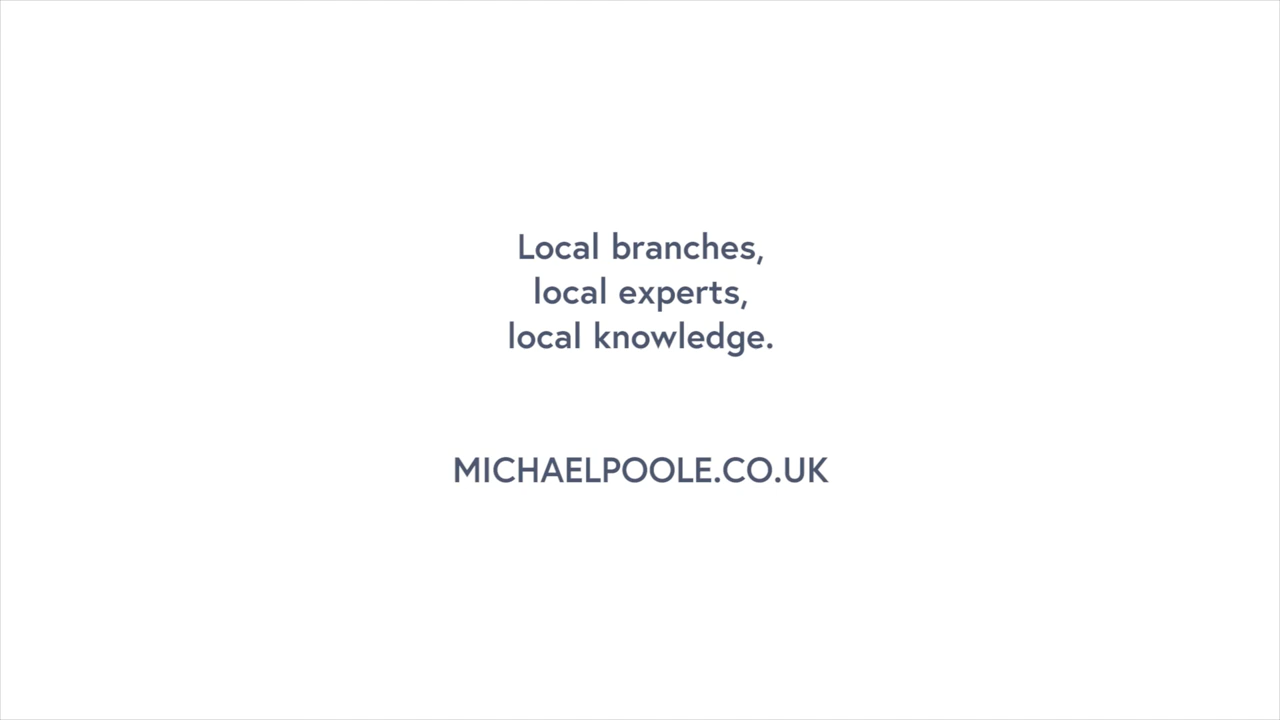 Local branches,
local experts,
local knowledge.
MICHAELPOOLE.CO.UK